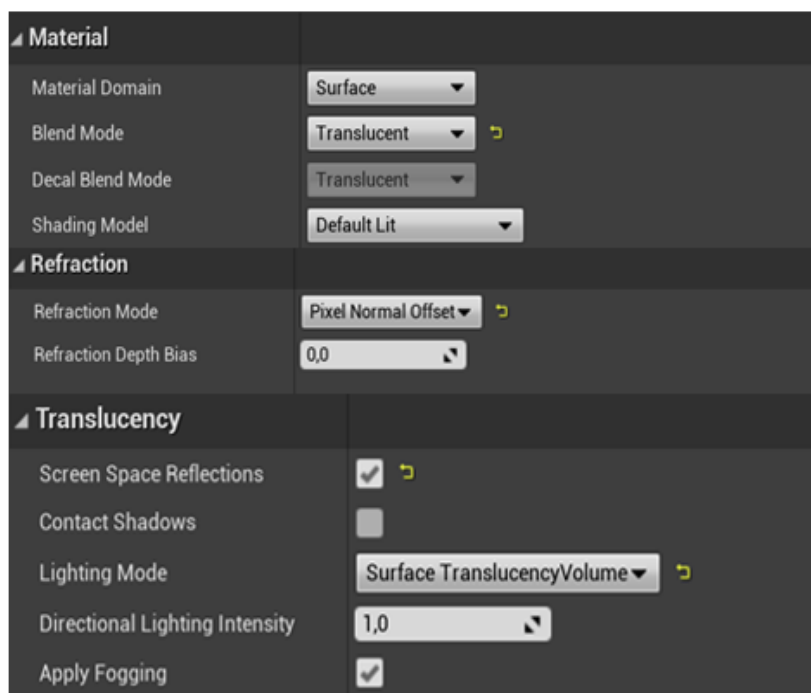 Material
Material Domain Surface
Blend Mode Translucent
Decal Blend Mode Translucent
Shading Model Default Lit
Refraction
Refraction Mode Pixel Normal Offset
Refraction Depth Bias 0,0
Translucency
Screen Space Reflections
Contact Shadows
Lighting Mode Surface TranslucencyVolume
Directional Lighting Intensity 1,0
Apply Fogging